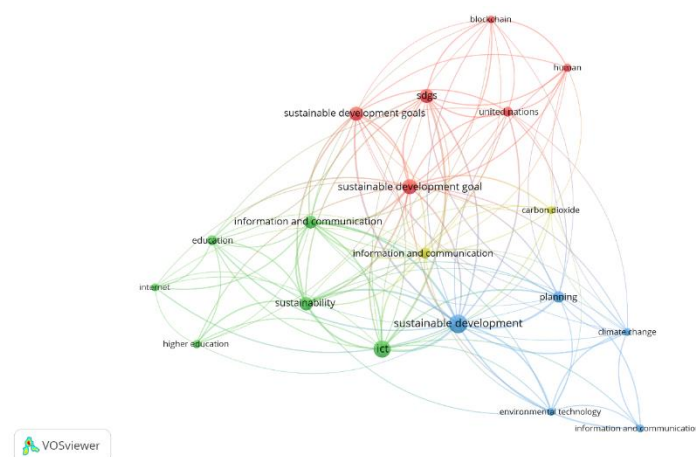 blockchain
human
sdgs
sustainable development goals
united nations
sustainable development goal
carbon dioxide
information and communication
education
information and communication
internet
planning
sustainability
sustainable development
climate change
higher education
ict
environmental technology
information and communicatio
VOSviewer